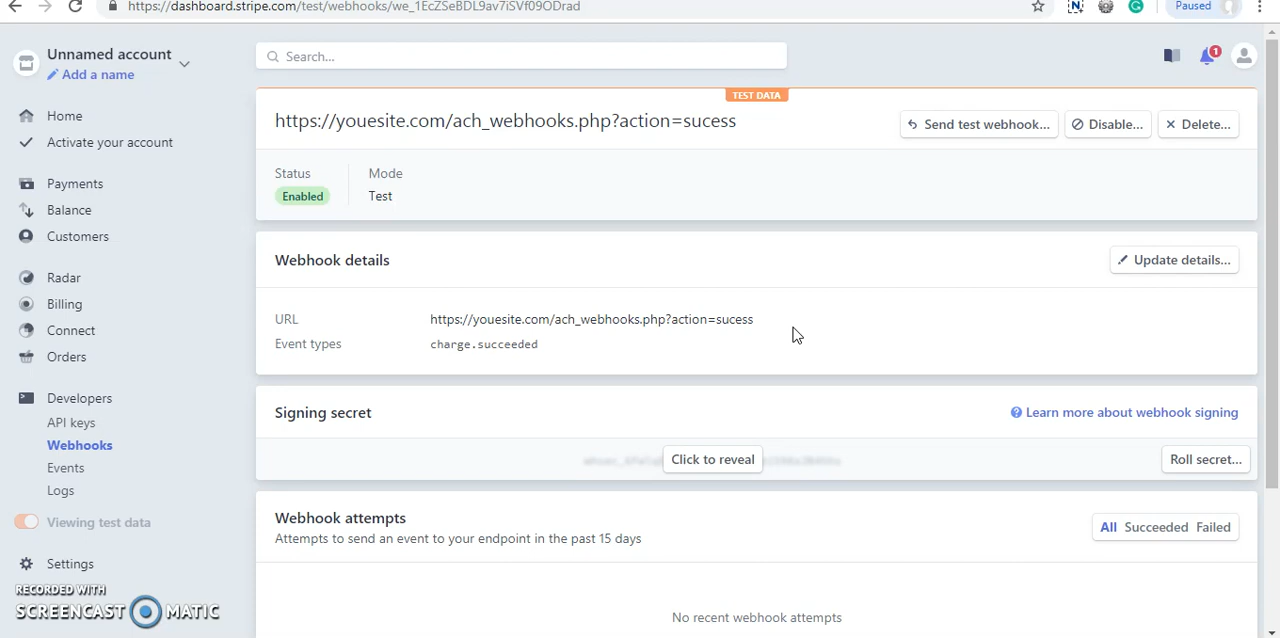 https://dashboard.stripe.com/test/webhooks/we_1EcZSeBDL9av7iSVf09ODrad
Paused
Unnamed account
Add a name
Search...
1
Home
Activate your account
Payments
Balance
Customers
Radar
Billing
Connect
Orders
Developers
API keys
Webhooks
Events
Logs
Viewing test data
Settings
RECORDED WITH
SCREENCAST MATIC
TEST DATA
https://youesite.com/ach_webhooks.php?action=sucess
Send test webhook...
Disable...
Delete...
Status
Mode
Enabled
Test
Webhook details
Update details...
URL
https://youesite.com/ach_webhooks.php?action=sucess
Event types
charge.succeeded
Signing secret
Learn more about webhook signing
Click to reveal
Roll secret...
Webhook attempts
Attempts to send an event to your endpoint in the past 15 days
All Succeeded Failed
No recent webhook attempts